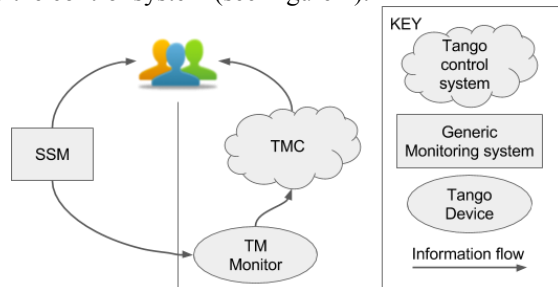 the control system (see Figure
KEY
Tango
control
system
SSM
TMC
Generic
Monitoring system
TM
Monitor
Tango
Device
Information flow